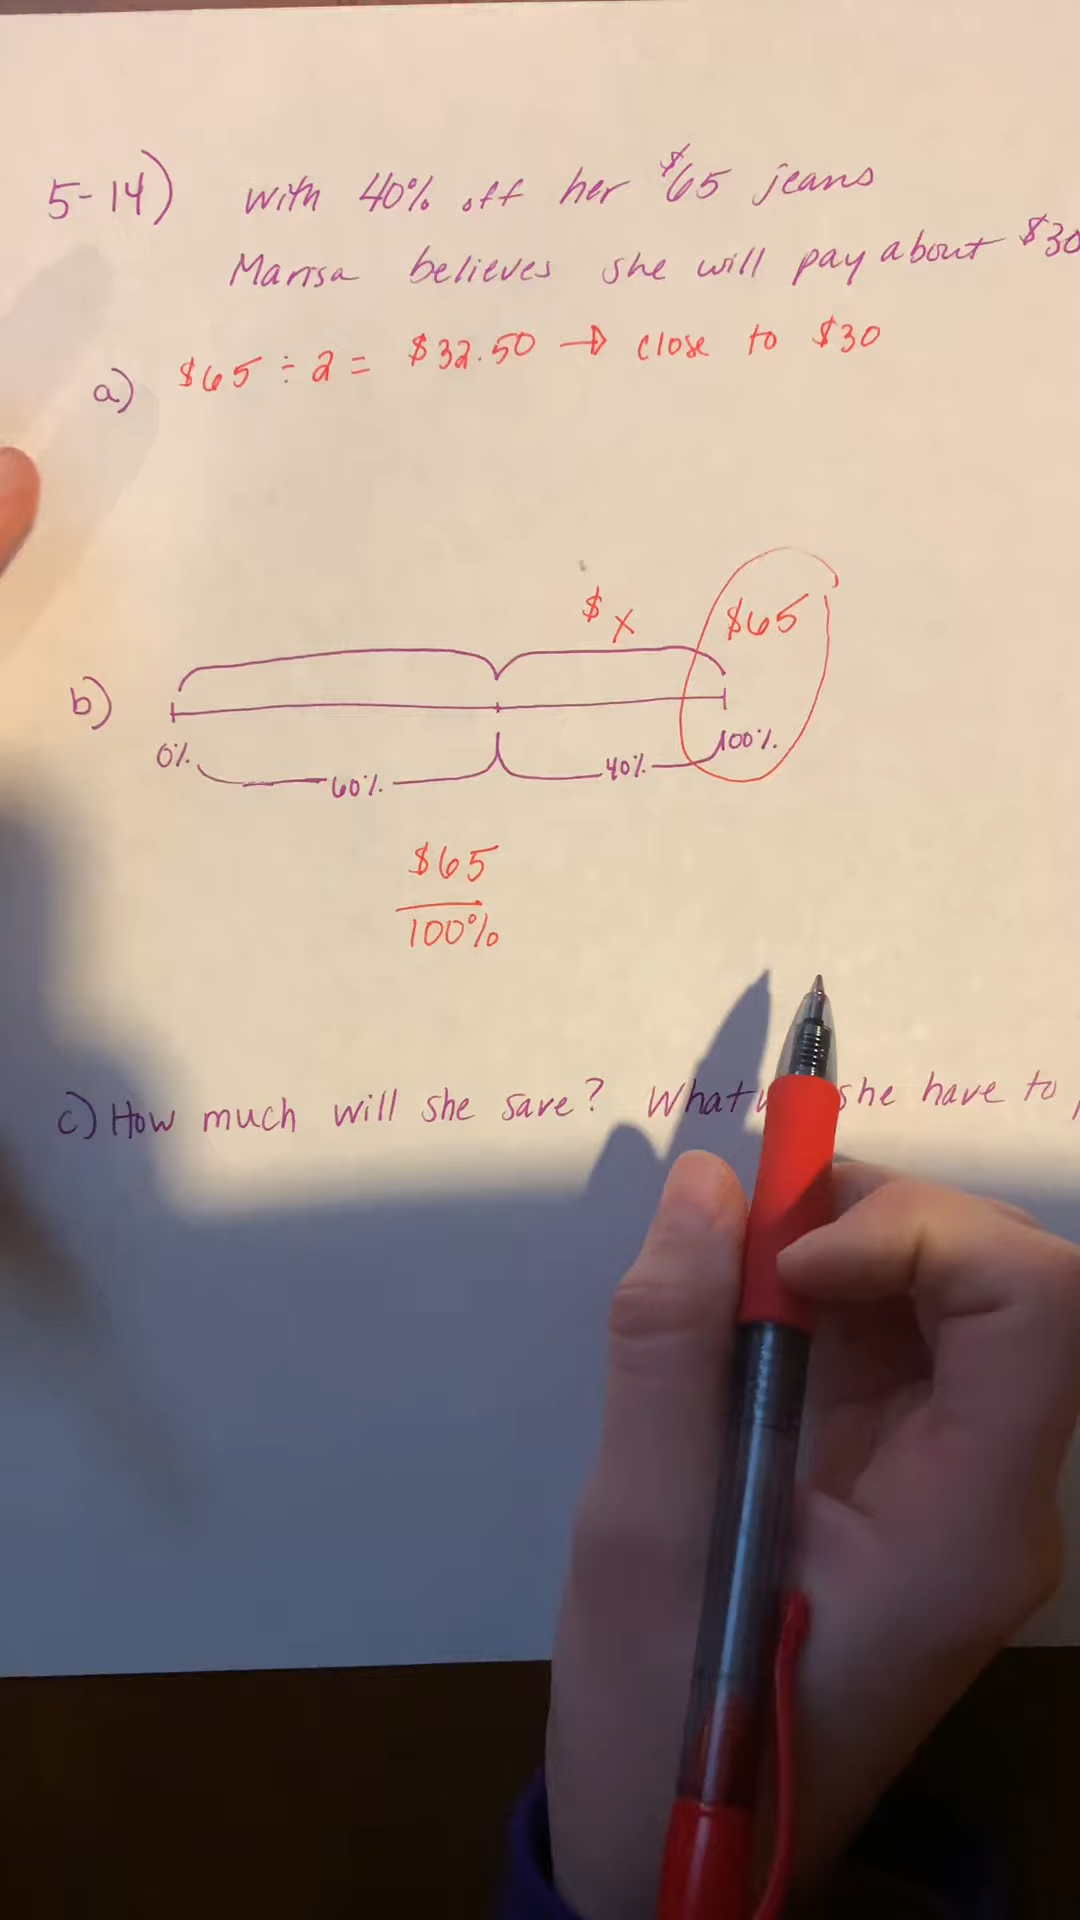 5-14) with 40% off her $65 jeans
Marisa believes she will pay about $30
a) $65 ÷ 2 = $32.50 → close to $30
$x $65
b)
0% 100%
60% 40%
$65
100%
c) How much will she save? What she have to